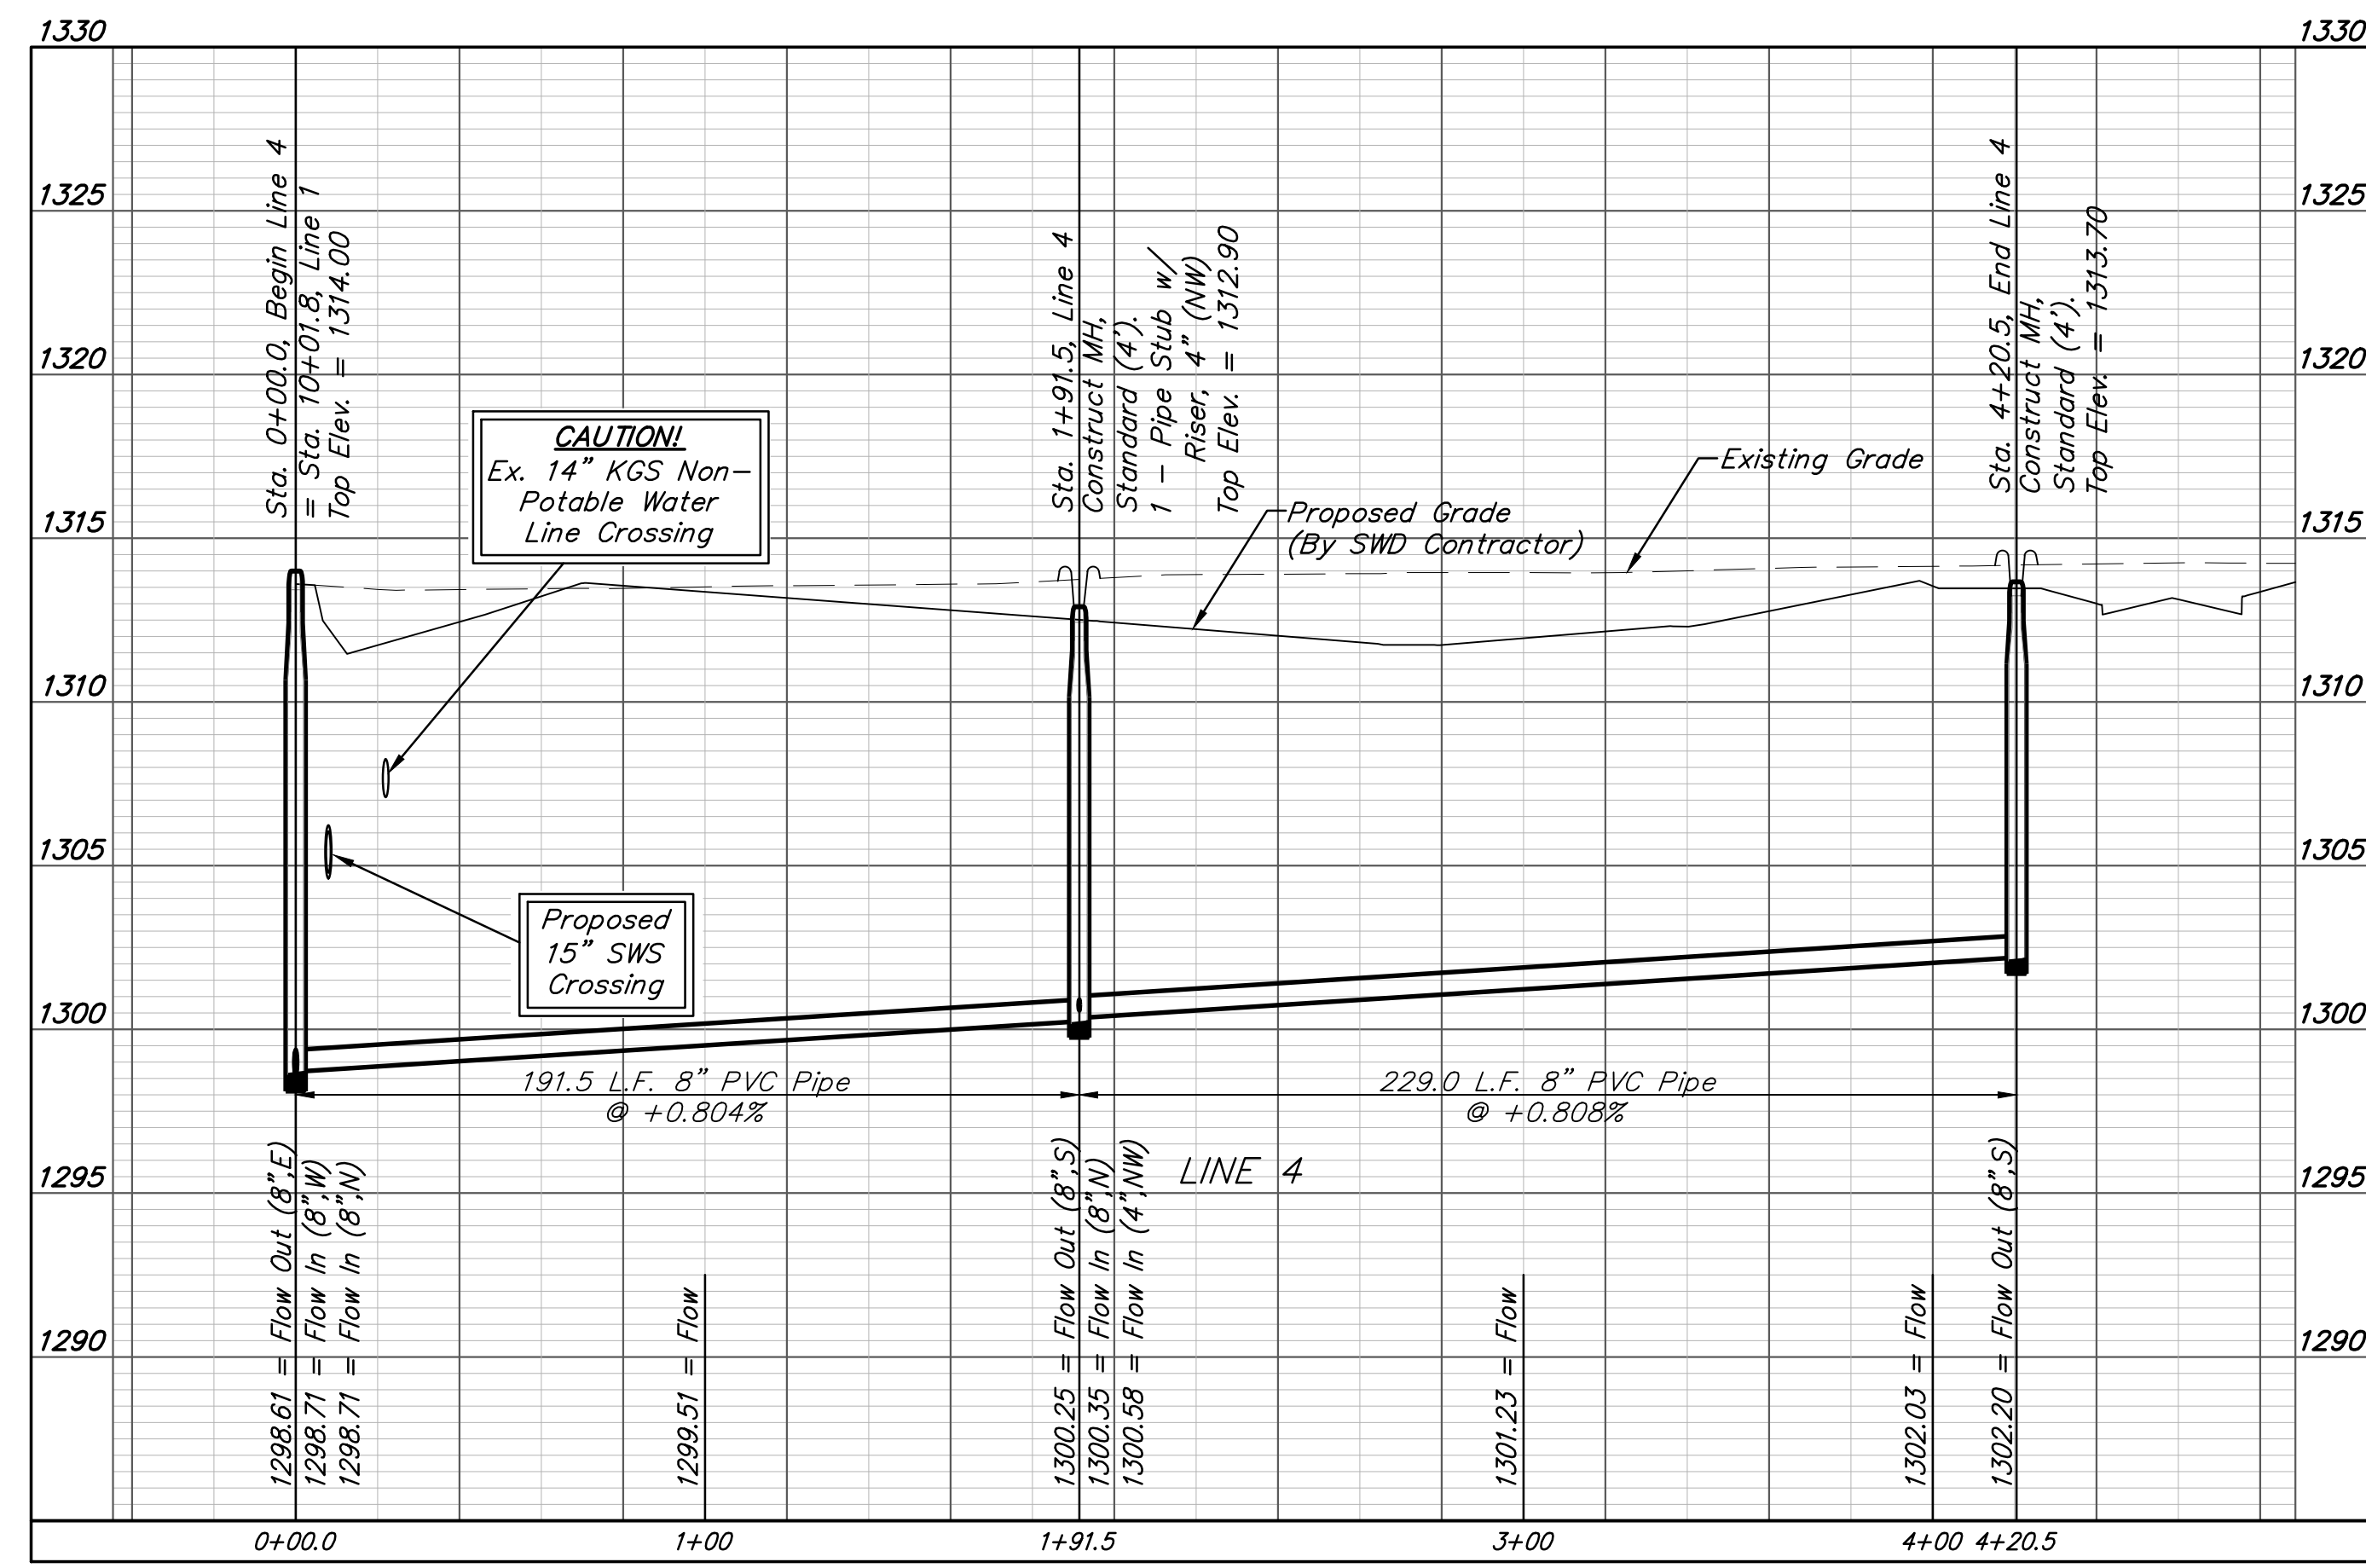 1330
1330
1325
1325
1320
1320
1315
1315
1310
1310
1305
1305
1300
1300
1295
1295
1290
1290
Sta. 0+00.0, Begin Line 4
= Sta. 10+01.8, Line 1
Top Elev. = 1314.00
CAUTION!
Ex. 14" KGS Non-
Potable Water
Line Crossing
Sta. 1+91.5, Line 4
Construct MH,
Standard (4').
1 - Pipe Stub w/
Riser, 4" (NW)
Top Elev. = 1312.90
Proposed Grade
(By SWD Contractor)
Existing Grade
Sta. 4+20.5, End Line 4
Construct MH,
Standard (4').
Top Elev. = 1313.70
Proposed
15" SWS
Crossing
191.5 L.F. 8" PVC Pipe
@ +0.804%
229.0 L.F. 8" PVC Pipe
@ +0.808%
LINE 4
1298.61 = Flow Out (8",E)
1298.71 = Flow In (8",W)
1298.71 = Flow In (8",N)
1299.51 = Flow
1300.25 = Flow Out (8",S)
1300.35 = Flow In (8",N)
1300.58 = Flow In (4",NW)
1301.23 = Flow
1302.03 = Flow
1302.20 = Flow Out (8",S)
0+00.0
1+00
1+91.5
3+00
4+00
4+20.5